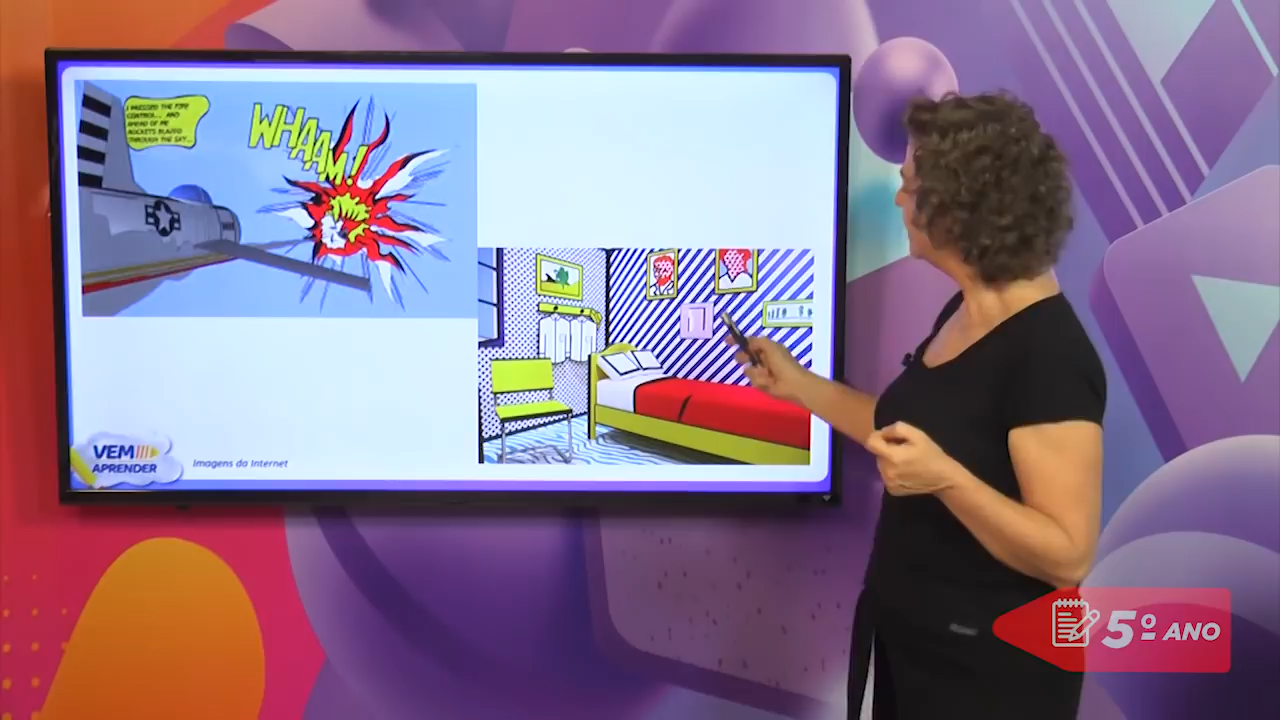 I PRESSED THE FIRE
CONTROL... AND
AHEAD OF ME
ROCKETS BLAZED
THROUGH THE SKY...
WHAAM!
VEM
APRENDER
Imagens da Internet
5º ANO